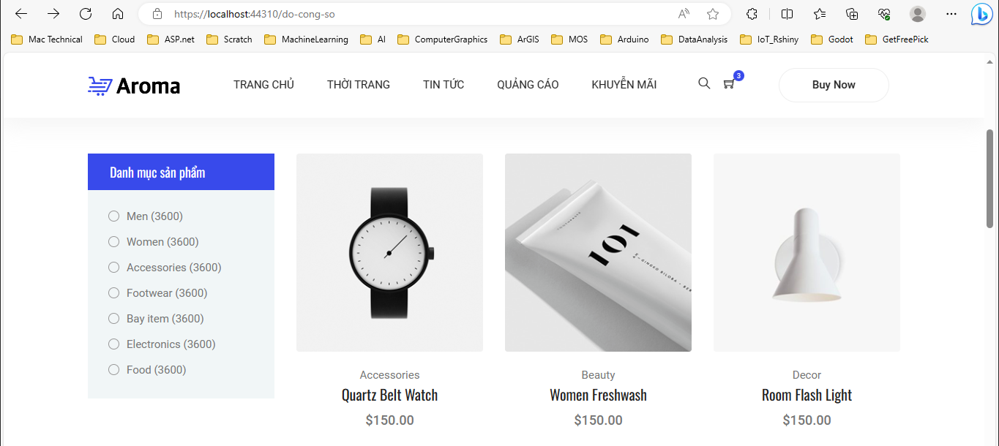 https://localhost:44310/do-cong-so
Mac Technical Cloud ASP.net Scratch MachineLearning AI ComputerGraphics ArGIS MOS Arduino DataAnalysis IoT_Rshiny Godot GetFreePick
Aroma TRANG CHỦ THỜI TRANG TIN TỨC QUẢNG CÁO KHUYỄN MÃI 3 Buy Now
Danh mục sản phẩm
Men (3600)
Women (3600)
Accessories (3600)
Footwear (3600)
Bay item (3600)
Electronics (3600)
Food (3600)
101
Accessories
Quartz Belt Watch
$150.00
Beauty
Women Freshwash
$150.00
Decor
Room Flash Light
$150.00